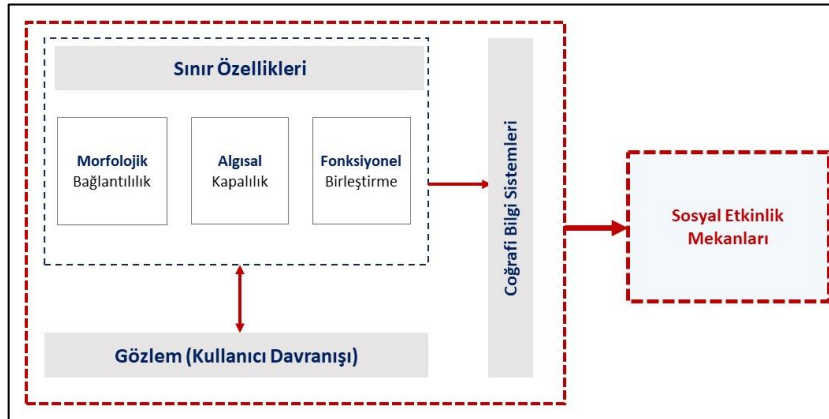 Sınır Özellikleri
Morfolojik
Bağlantılılık
Algısal
Kapalılık
Fonksiyonel
Birleştirme
Gözlem (Kullanıcı Davranışı)
Coğrafi Bilgi Sistemleri
Sosyal Etkinlik
Mekanları